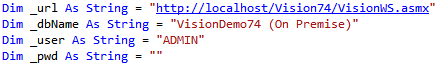 Dim _url As String = "http://localhost/Vision74/VisionWS.asmx"
Dim _dbName As String = "VisionDemo74 (On Premise)"
Dim _user As String = "ADMIN"
Dim _pwd As String = ""